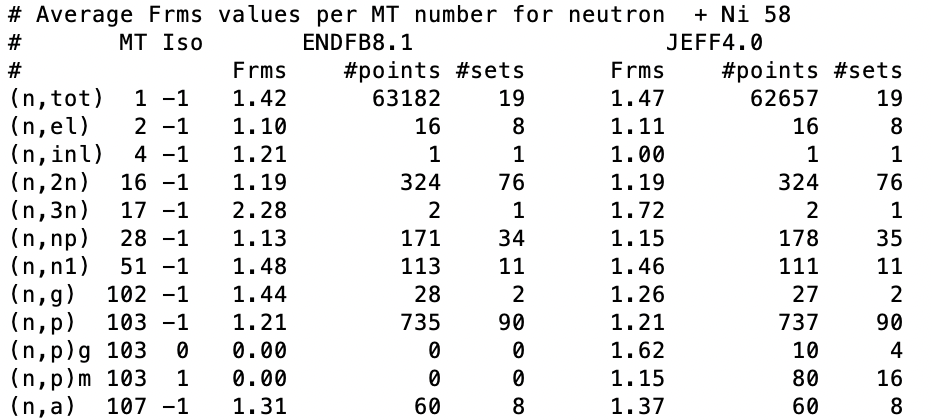 # Average Frms values per MT number for neutron  + Ni 58
#       MT Iso        ENDFB8.1                    JEFF4.0
#                Frms    #points #sets      Frms    #points #sets
(n,tot)  1 -1   1.42      63182    19      1.47      62657    19
(n,el)   2 -1   1.10         16     8      1.11         16     8
(n,inl)  4 -1   1.21          1     1      1.00          1     1
(n,2n)  16 -1   1.19        324    76      1.19        324    76
(n,3n)  17 -1   2.28          2     1      1.72          2     1
(n,np)  28 -1   1.13        171    34      1.15        178    35
(n,n1)  51 -1   1.48        113    11      1.46        111    11
(n,g)  102 -1   1.44         28     2      1.26         27     2
(n,p)  103 -1   1.21        735    90      1.21        737    90
(n,p)g 103  0   0.00          0     0      1.62         10     4
(n,p)m 103  1   0.00          0     0      1.15         80    16
(n,a)  107 -1   1.31         60     8      1.37         60     8